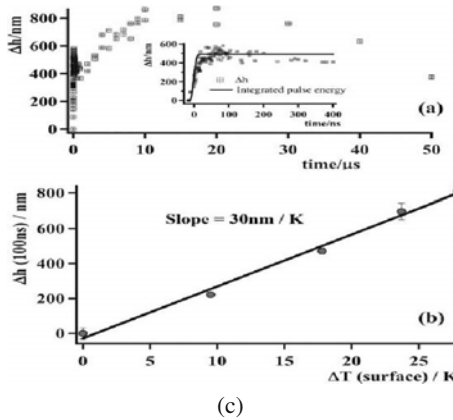 (a)
Δh/nm
800
600
400
200
0
Δh/nm
600
400
200
0
Δh
Integrated pulse energy
0 100 200 300 400
time/ns
0 10 20 30 40 50
time/μs
(b)
Δh (100ns) / nm
800
600
400
200
0
Slope = 30nm / K
0 5 10 15 20 25
ΔT (surface) / K
(c)